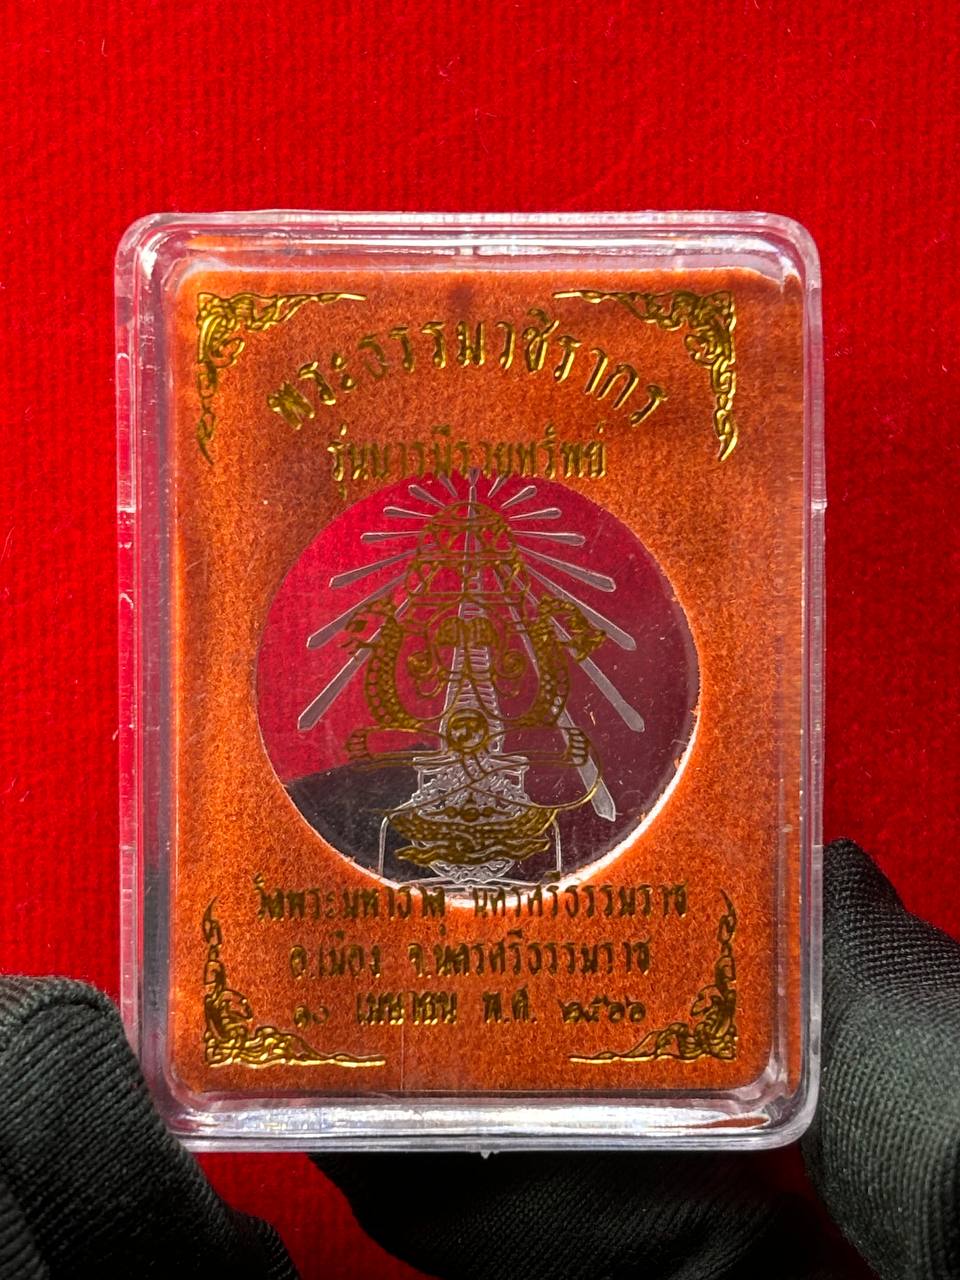 พระธรรมวชิรากร
รุ่นบารมีรวยทรัพย์
วัดพระมหาธาตุ นครศรีธรรมราช
อ.เมือง จ.นครศรีธรรมราช
๑๐ เมษายน พ.ศ. ๒๕๖๖